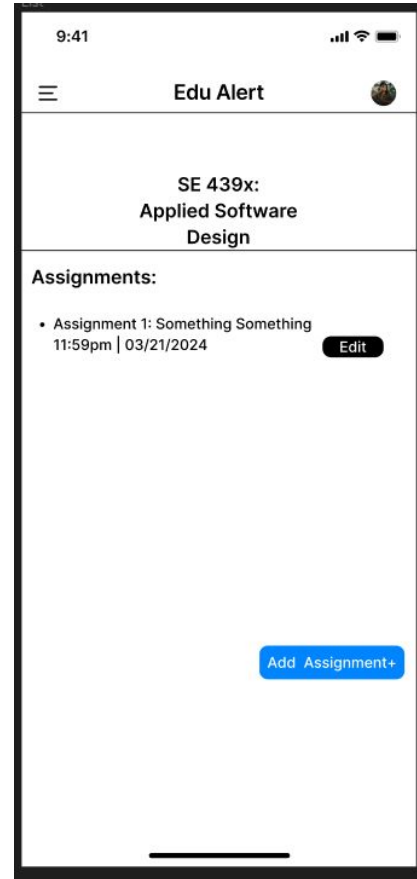 List
9:41
Edu Alert
SE 439x:
Applied Software
Design
Assignments:
• Assignment 1: Something Something
11:59pm | 03/21/2024
Edit
Add Assignment+